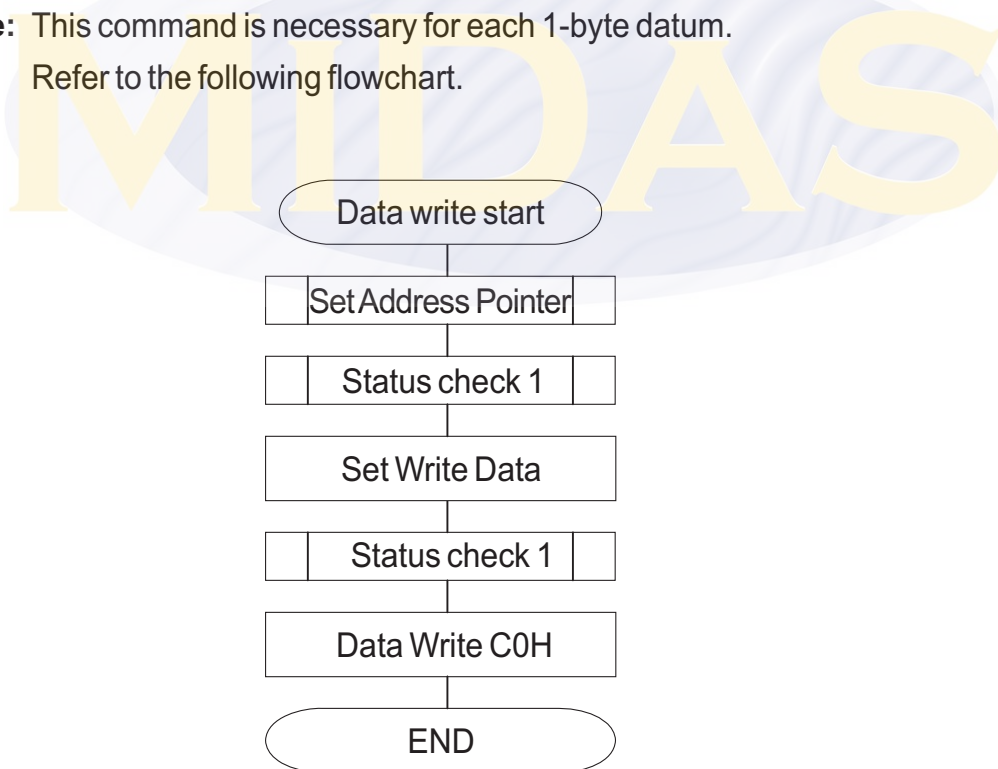 e: This command is necessary for each 1-byte datum.
Refer to the following flowchart.
MIDAS
Data write start
Set Address Pointer
Status check 1
Set Write Data
Status check 1
Data Write C0H
END